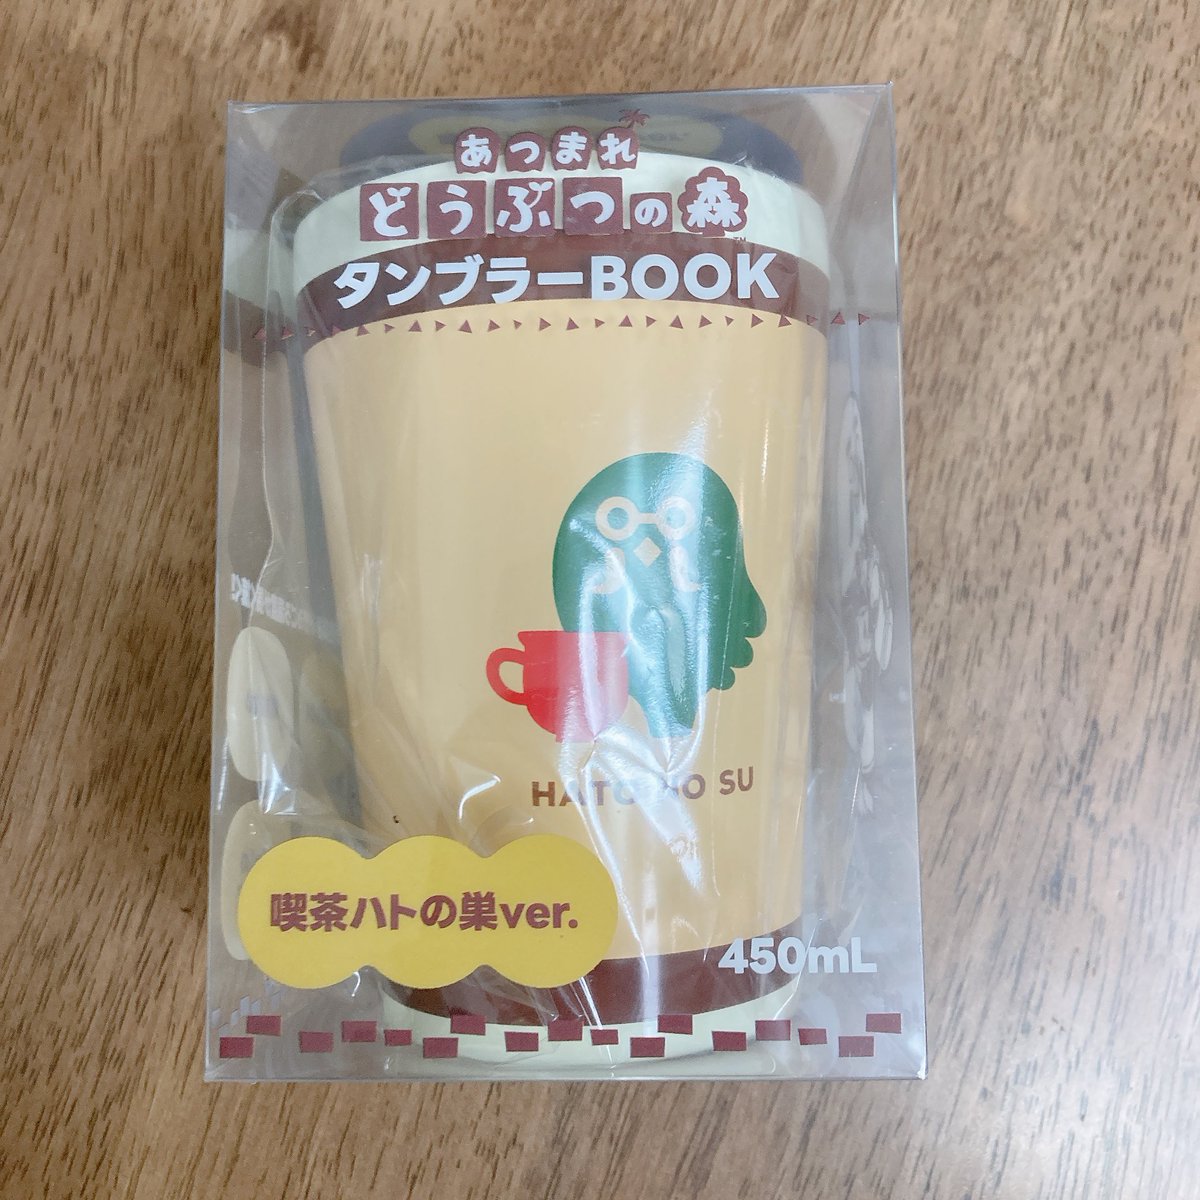 あつまれ
どうぶつの森
™
タンブラーBOOK
HATO NO SU
喫茶ハトの巣ver.
450mL